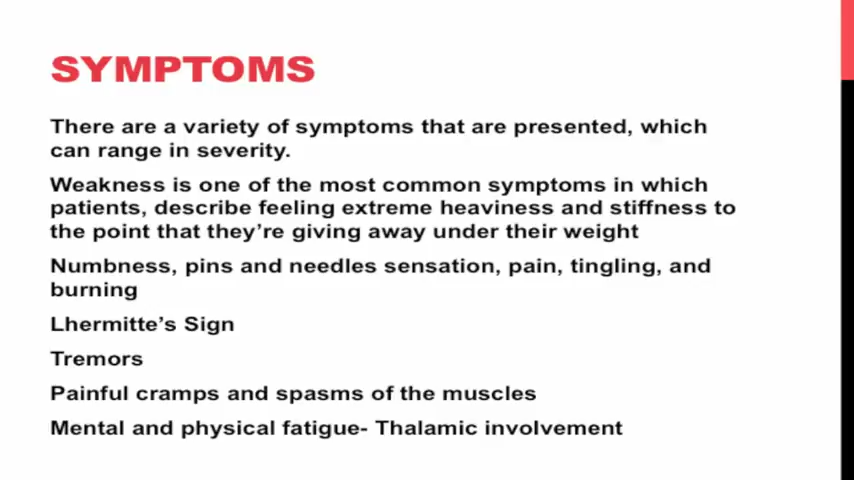 SYMPTOMS
There are a variety of symptoms that are presented, which
can range in severity.
Weakness is one of the most common symptoms in which
patients, describe feeling extreme heaviness and stiffness to
the point that they’re giving away under their weight
Numbness, pins and needles sensation, pain, tingling, and
burning
Lhermitte’s Sign
Tremors
Painful cramps and spasms of the muscles
Mental and physical fatigue- Thalamic involvement